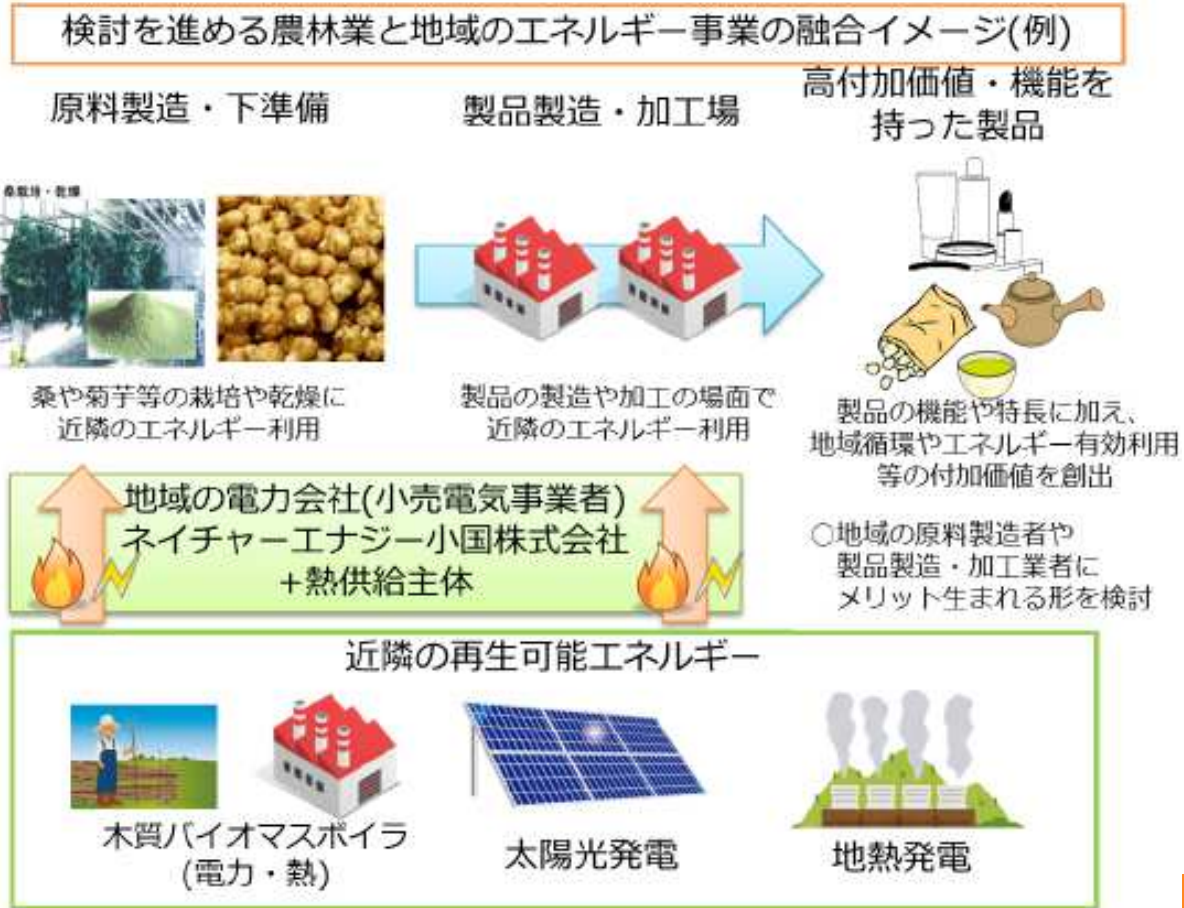 検討を進める農林業と地域のエネルギー事業の融合イメージ(例)
原料製造・下準備
製品製造・加工場
高付加価値・機能を
持った製品
桑栽培・乾燥
桑や菊芋等の栽培や乾燥に
近隣のエネルギー利用
製品の製造や加工の場面で
近隣のエネルギー利用
製品の機能や特長に加え、
地域循環やエネルギー有効利用
等の付加価値を創出
地域の電力会社(小売電気事業者)
ネイチャーエナジー小国株式会社
+熱供給主体
○地域の原料製造者や
製品製造・加工業者に
メリット生まれる形を検討
近隣の再生可能エネルギー
木質バイオマスボイラ
(電力・熱)
太陽光発電
地熱発電